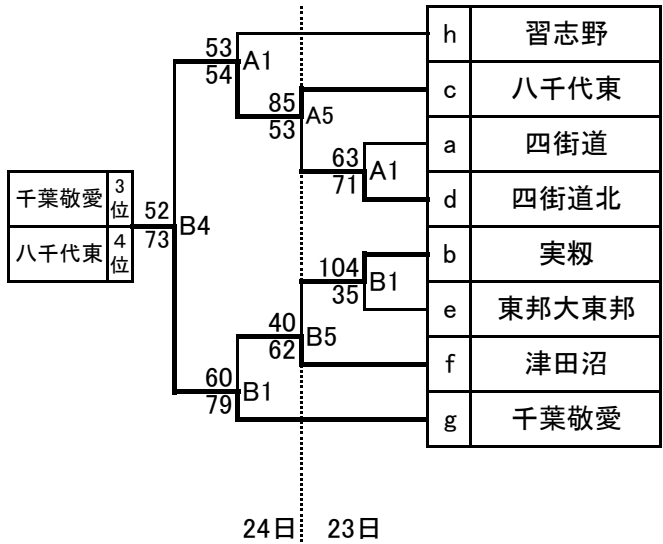 h 習志野
53
54 A1
c 八千代東
85
53 A5
a 四街道
63
71 A1
d 四街道北
千葉敬愛 3位
八千代東 4位
52
73 B4
b 実籾
104
35 B1
e 東邦大東邦
40
62 B5
f 津田沼
60
79 B1
g 千葉敬愛
24日 23日